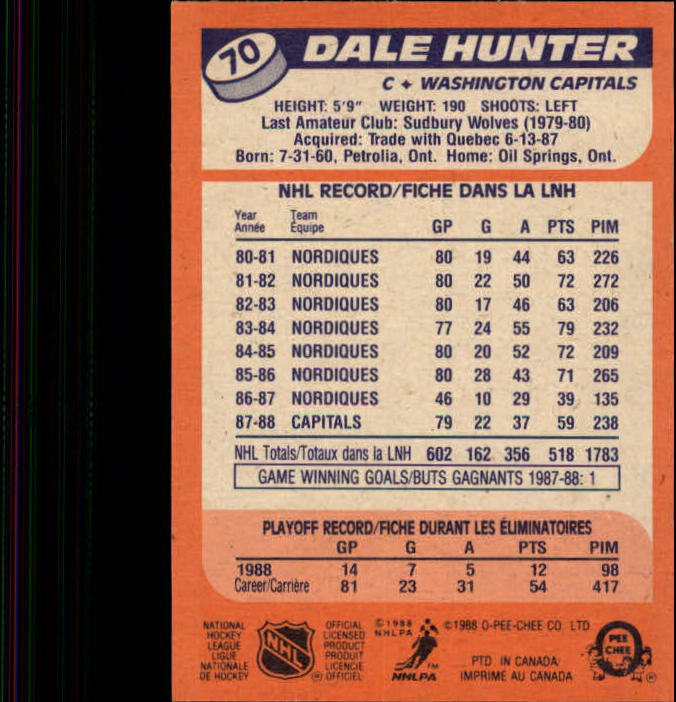 70 DALE HUNTER
C ✦ WASHINGTON CAPITALS
HEIGHT: 5'9" WEIGHT: 190 SHOOTS: LEFT
Last Amateur Club: Sudbury Wolves (1979-80)
Acquired: Trade with Quebec 6-13-87
Born: 7-31-60, Petrolia, Ont. Home: Oil Springs, Ont.
NHL RECORD/FICHE DANS LA LNH
Year Team
Année Équipe GP G A PTS PIM
80-81 NORDIQUES 80 19 44 63 226
81-82 NORDIQUES 80 22 50 72 272
82-83 NORDIQUES 80 17 46 63 206
83-84 NORDIQUES 77 24 55 79 232
84-85 NORDIQUES 80 20 52 72 209
85-86 NORDIQUES 80 28 43 71 265
86-87 NORDIQUES 46 10 29 39 135
87-88 CAPITALS 79 22 37 59 238
NHL Totals/Totaux dans la LNH 602 162 356 518 1783
GAME WINNING GOALS/BUTS GAGNANTS 1987-88: 1
PLAYOFF RECORD/FICHE DURANT LES ÉLIMINATOIRES
GP G A PTS PIM
1988 14 7 5 12 98
Career/Carrière 81 23 31 54 417
NATIONAL
HOCKEY
LEAGUE
LIGUE
NATIONALE
DE HOCKEY
NHL
®
OFFICIAL
LICENSED
PRODUCT
PRODUIT
LICENCIE
OFFICIEL
©1988
NHLPA
TM
NHLPA
©1988 O-PEE-CHEE CO. LTD.
PTD. IN CANADA
IMPRIMÉ AU CANADA
O
PEE
CHEE
®